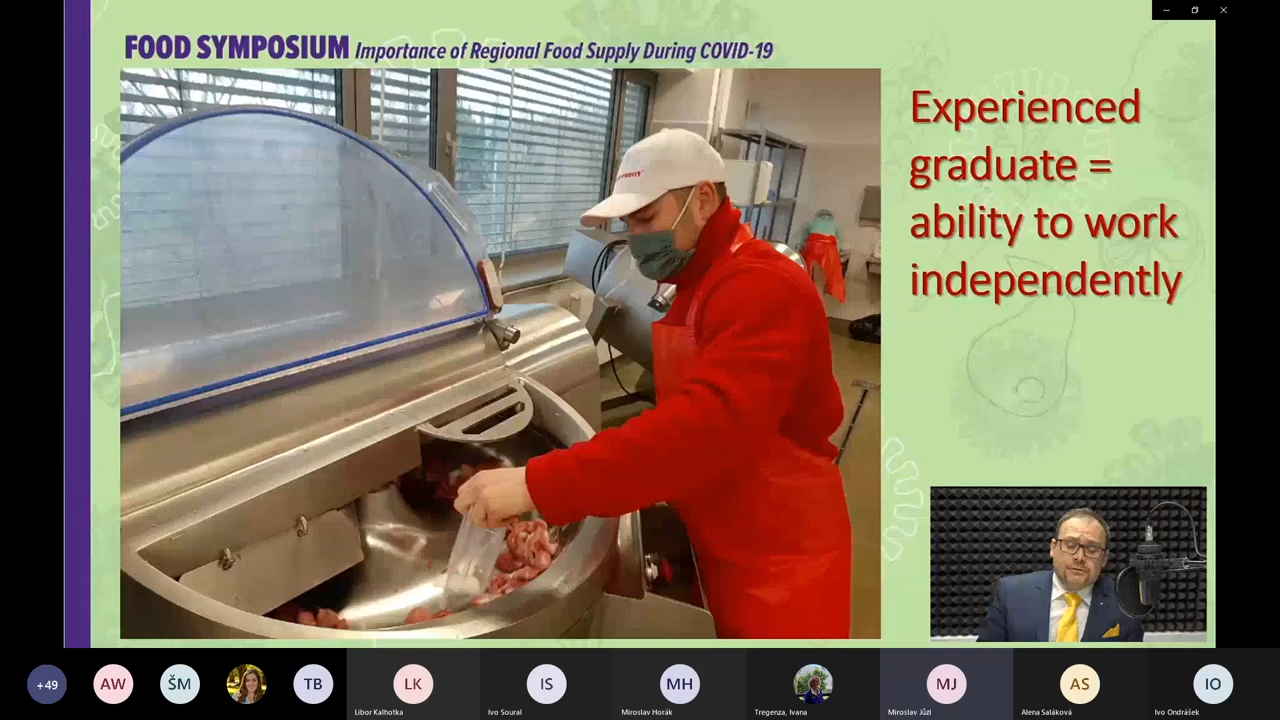 FOOD SYMPOSIUM Importance of Regional Food Supply During COVID-19
Experienced
graduate =
ability to work
independently
+49
AW
ŠM
TB
LK
IS
MH
MJ
AS
IO
Libor Kalhotka
Ivo Soural
Miroslav Horák
Tregenza, Ivana
Miroslav Jůzl
Alena Saláková
Ivo Ondrášek